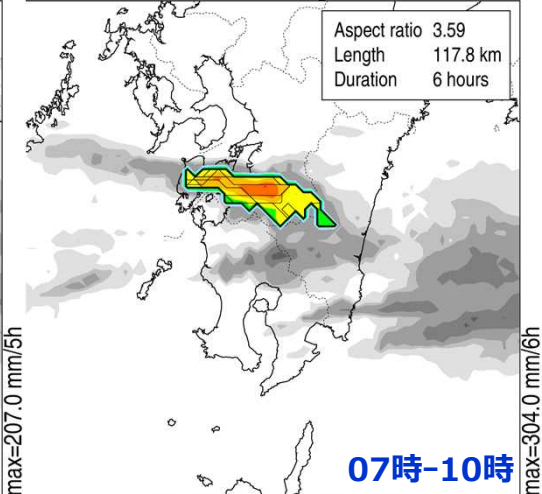 Aspect ratio 3.59
Length 117.8 km
Duration 6 hours
max=207.0 mm/5h
max=304.0 mm/6h
07時-10時